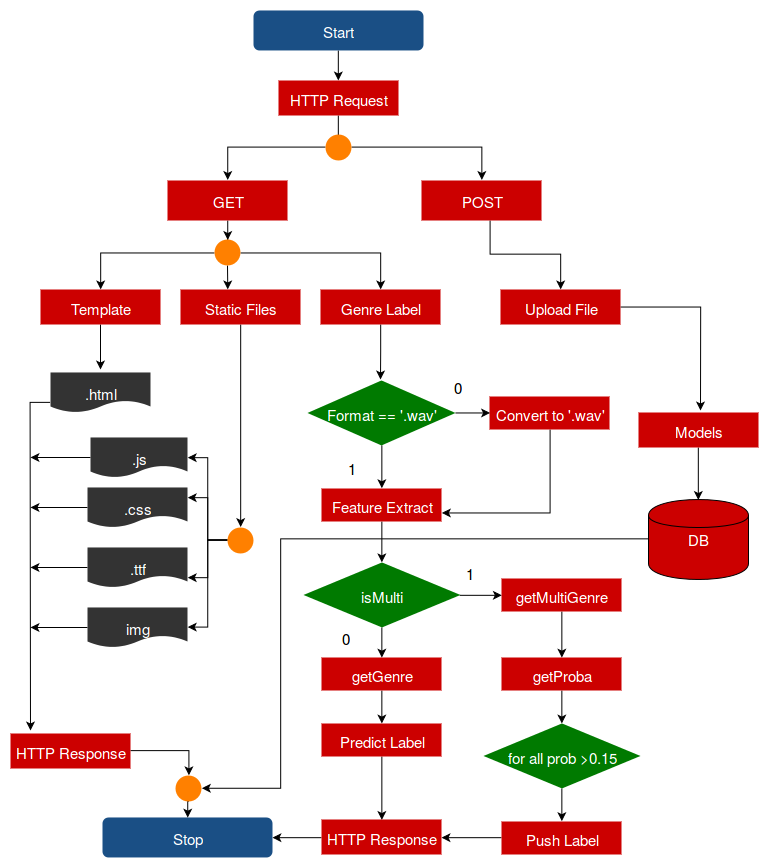 Start
HTTP Request
GET
POST
Template
Static Files
Genre Label
Upload File
.html
Format == '.wav'
0
Convert to '.wav'
Models
.js
1
.css
Feature Extract
DB
.ttf
isMulti
1
getMultiGenre
img
0
getGenre
getProba
HTTP Response
Predict Label
for all prob >0.15
Stop
HTTP Response
Push Label